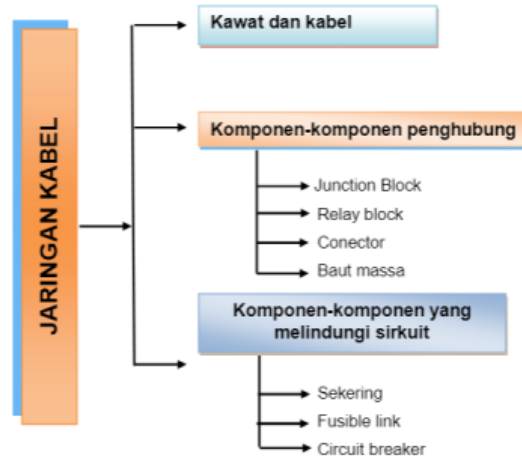 JARINGAN KABEL
Kawat dan kabel
Komponen-komponen penghubung
Junction Block
Relay block
Conector
Baut massa
Komponen-komponen yang
melindungi sirkuit
Sekering
Fusible link
Circuit breaker